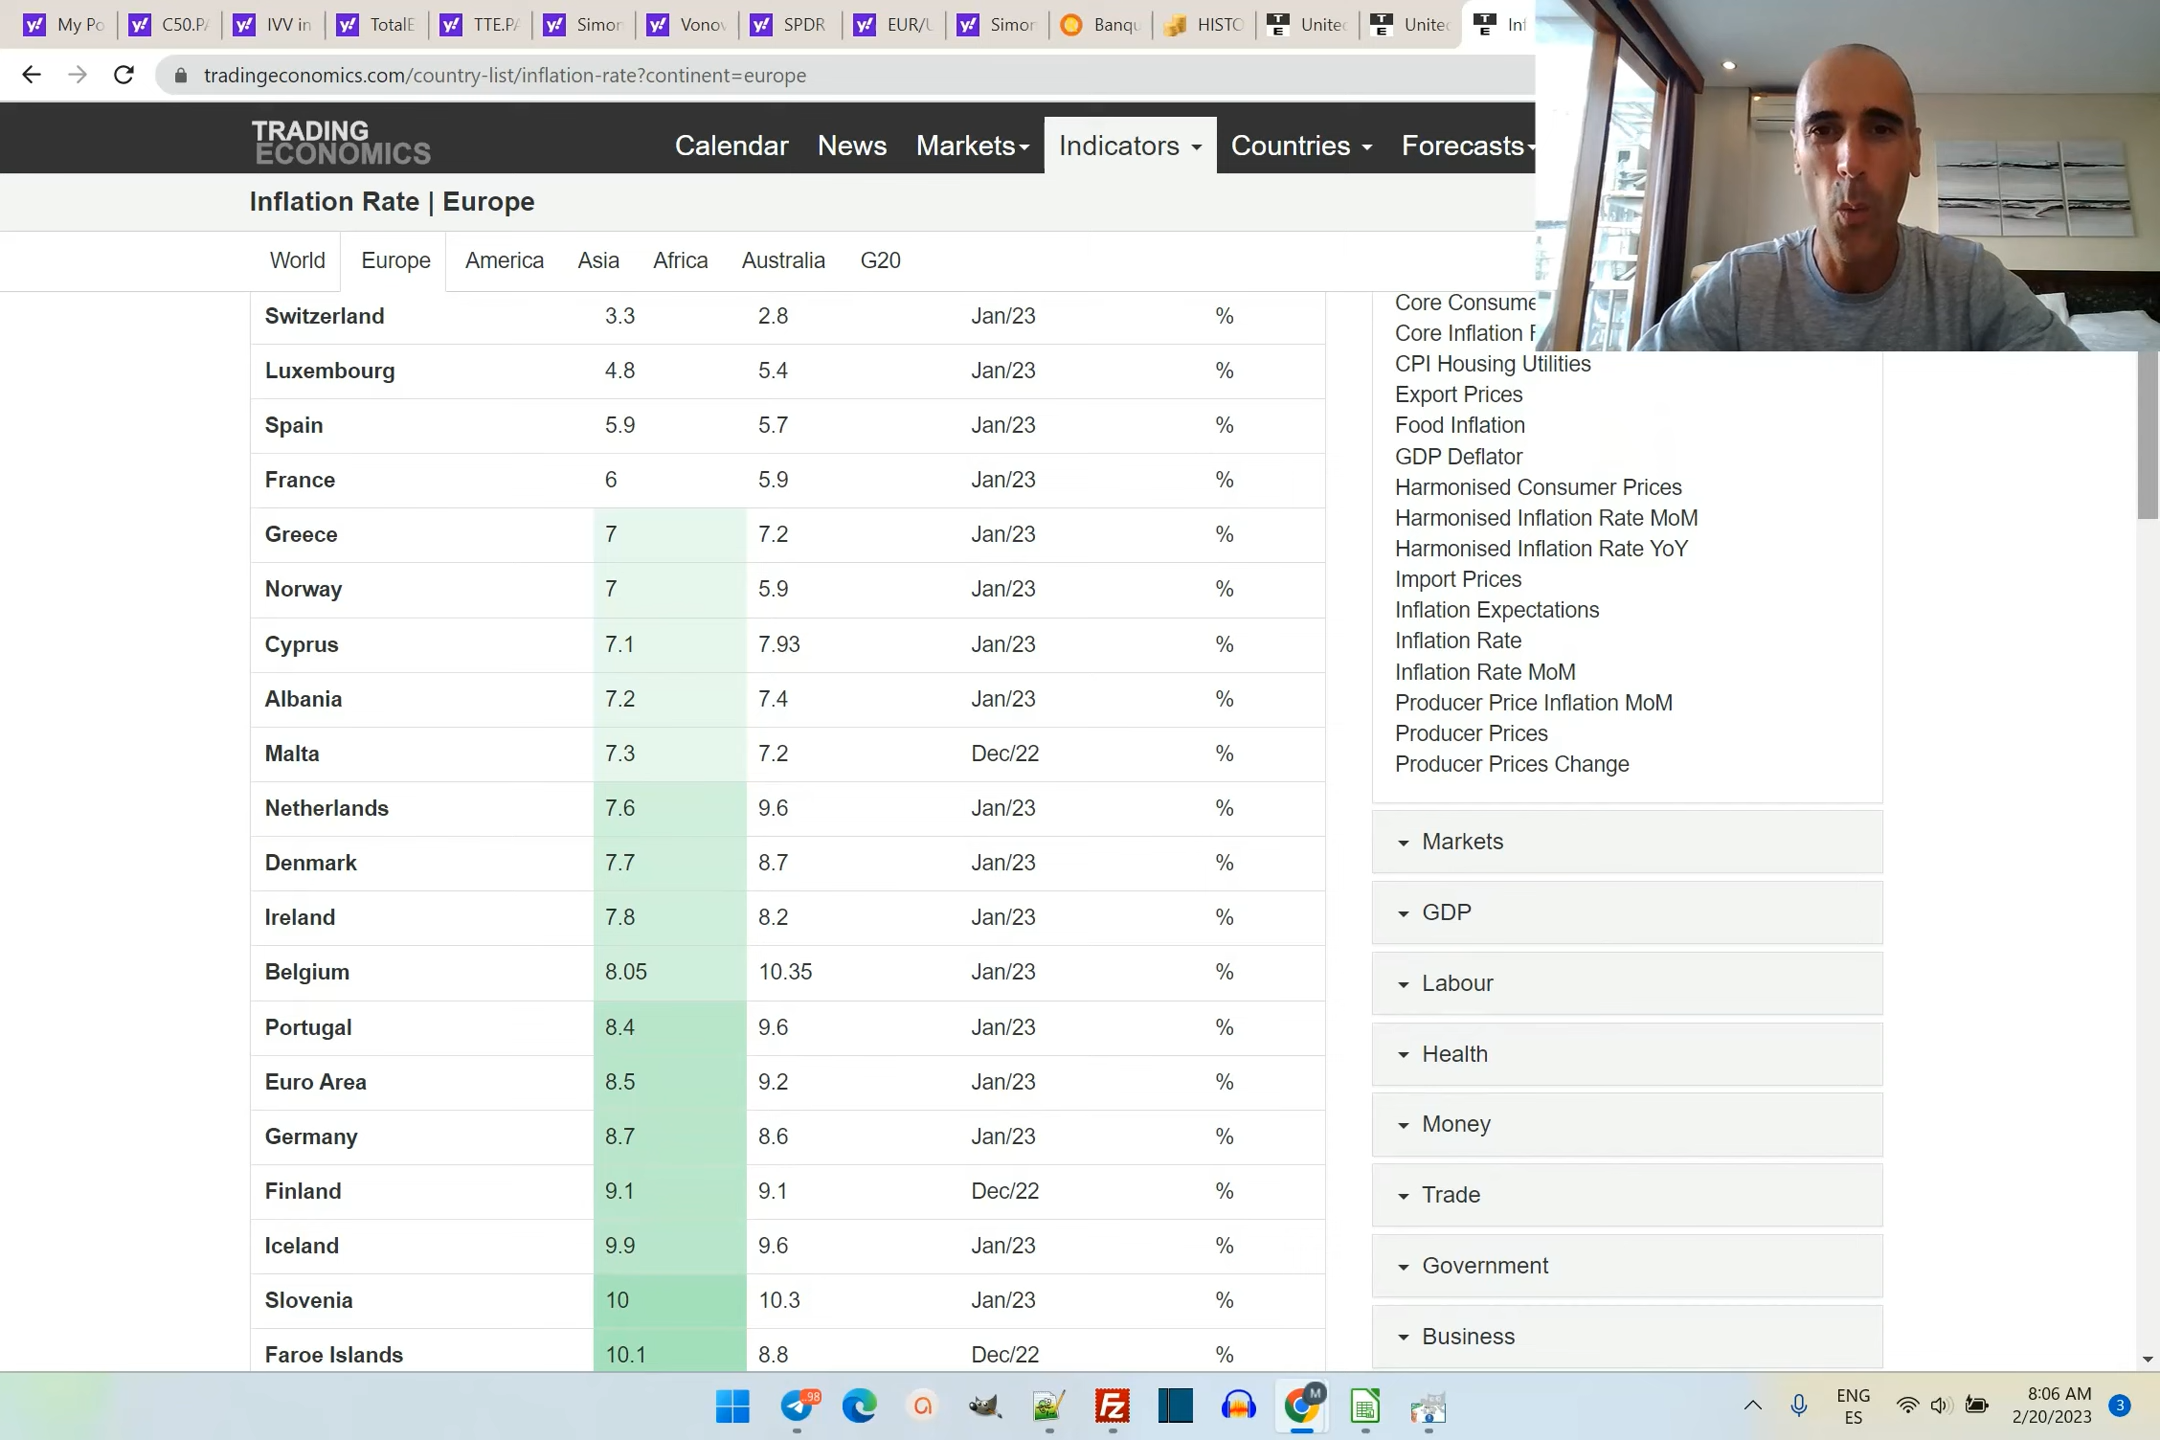 My Po
C50.P
IVV in
TotalE
TTE.P
Simon
Vonov
SPDR
EUR/U
Simon
Banqu
HISTO
United
United
Inf
tradingeconomics.com/country-list/inflation-rate?continent=europe
TRADING
ECONOMICS
Calendar News Markets Indicators Countries Forecasts
Inflation Rate | Europe
World Europe America Asia Africa Australia G20
Switzerland 3.3 2.8 Jan/23 %
Luxembourg 4.8 5.4 Jan/23 %
Spain 5.9 5.7 Jan/23 %
France 6 5.9 Jan/23 %
Greece 7 7.2 Jan/23 %
Norway 7 5.9 Jan/23 %
Cyprus 7.1 7.93 Jan/23 %
Albania 7.2 7.4 Jan/23 %
Malta 7.3 7.2 Dec/22 %
Netherlands 7.6 9.6 Jan/23 %
Denmark 7.7 8.7 Jan/23 %
Ireland 7.8 8.2 Jan/23 %
Belgium 8.05 10.35 Jan/23 %
Portugal 8.4 9.6 Jan/23 %
Euro Area 8.5 9.2 Jan/23 %
Germany 8.7 8.6 Jan/23 %
Finland 9.1 9.1 Dec/22 %
Iceland 9.9 9.6 Jan/23 %
Slovenia 10 10.3 Jan/23 %
Faroe Islands 10.1 8.8 Dec/22 %
Core Consume
Core Inflation
CPI Housing Utilities
Export Prices
Food Inflation
GDP Deflator
Harmonised Consumer Prices
Harmonised Inflation Rate MoM
Harmonised Inflation Rate YoY
Import Prices
Inflation Expectations
Inflation Rate
Inflation Rate MoM
Producer Price Inflation MoM
Producer Prices
Producer Prices Change
Markets
GDP
Labour
Health
Money
Trade
Government
Business
98
Fz
M
ENG
ES
8:06 AM
2/20/2023
3